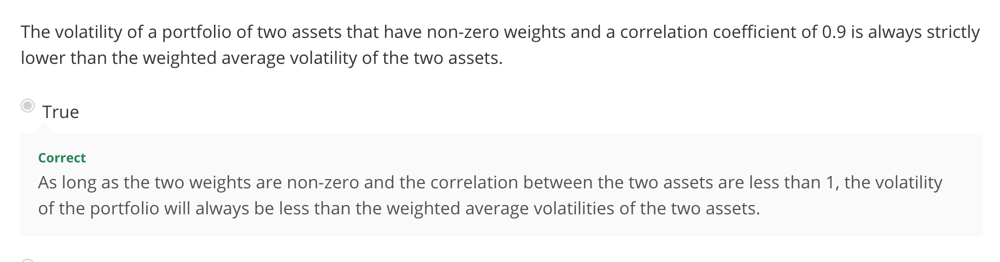 The volatility of a portfolio of two assets that have non-zero weights and a correlation coefficient of 0.9 is always strictly
lower than the weighted average volatility of the two assets.
True
Correct
As long as the two weights are non-zero and the correlation between the two assets are less than 1, the volatility
of the portfolio will always be less than the weighted average volatilities of the two assets.